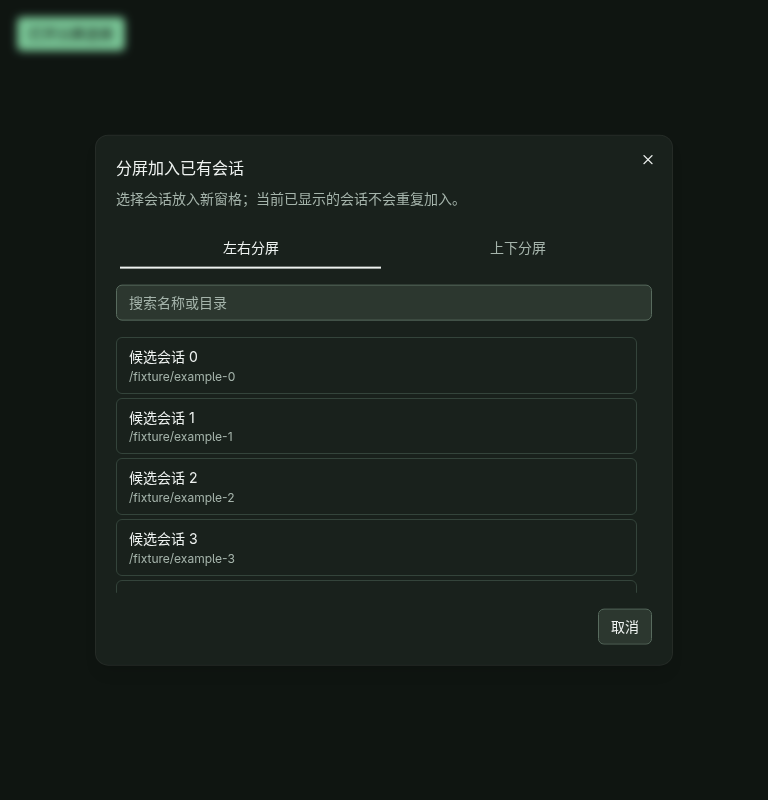 分屏加入已有会话
选择会话放入新窗格；当前已显示的会话不会重复加入。
左右分屏
上下分屏
搜索名称或目录
候选会话 0
/fixture/example-0
候选会话 1
/fixture/example-1
候选会话 2
/fixture/example-2
候选会话 3
/fixture/example-3
取消